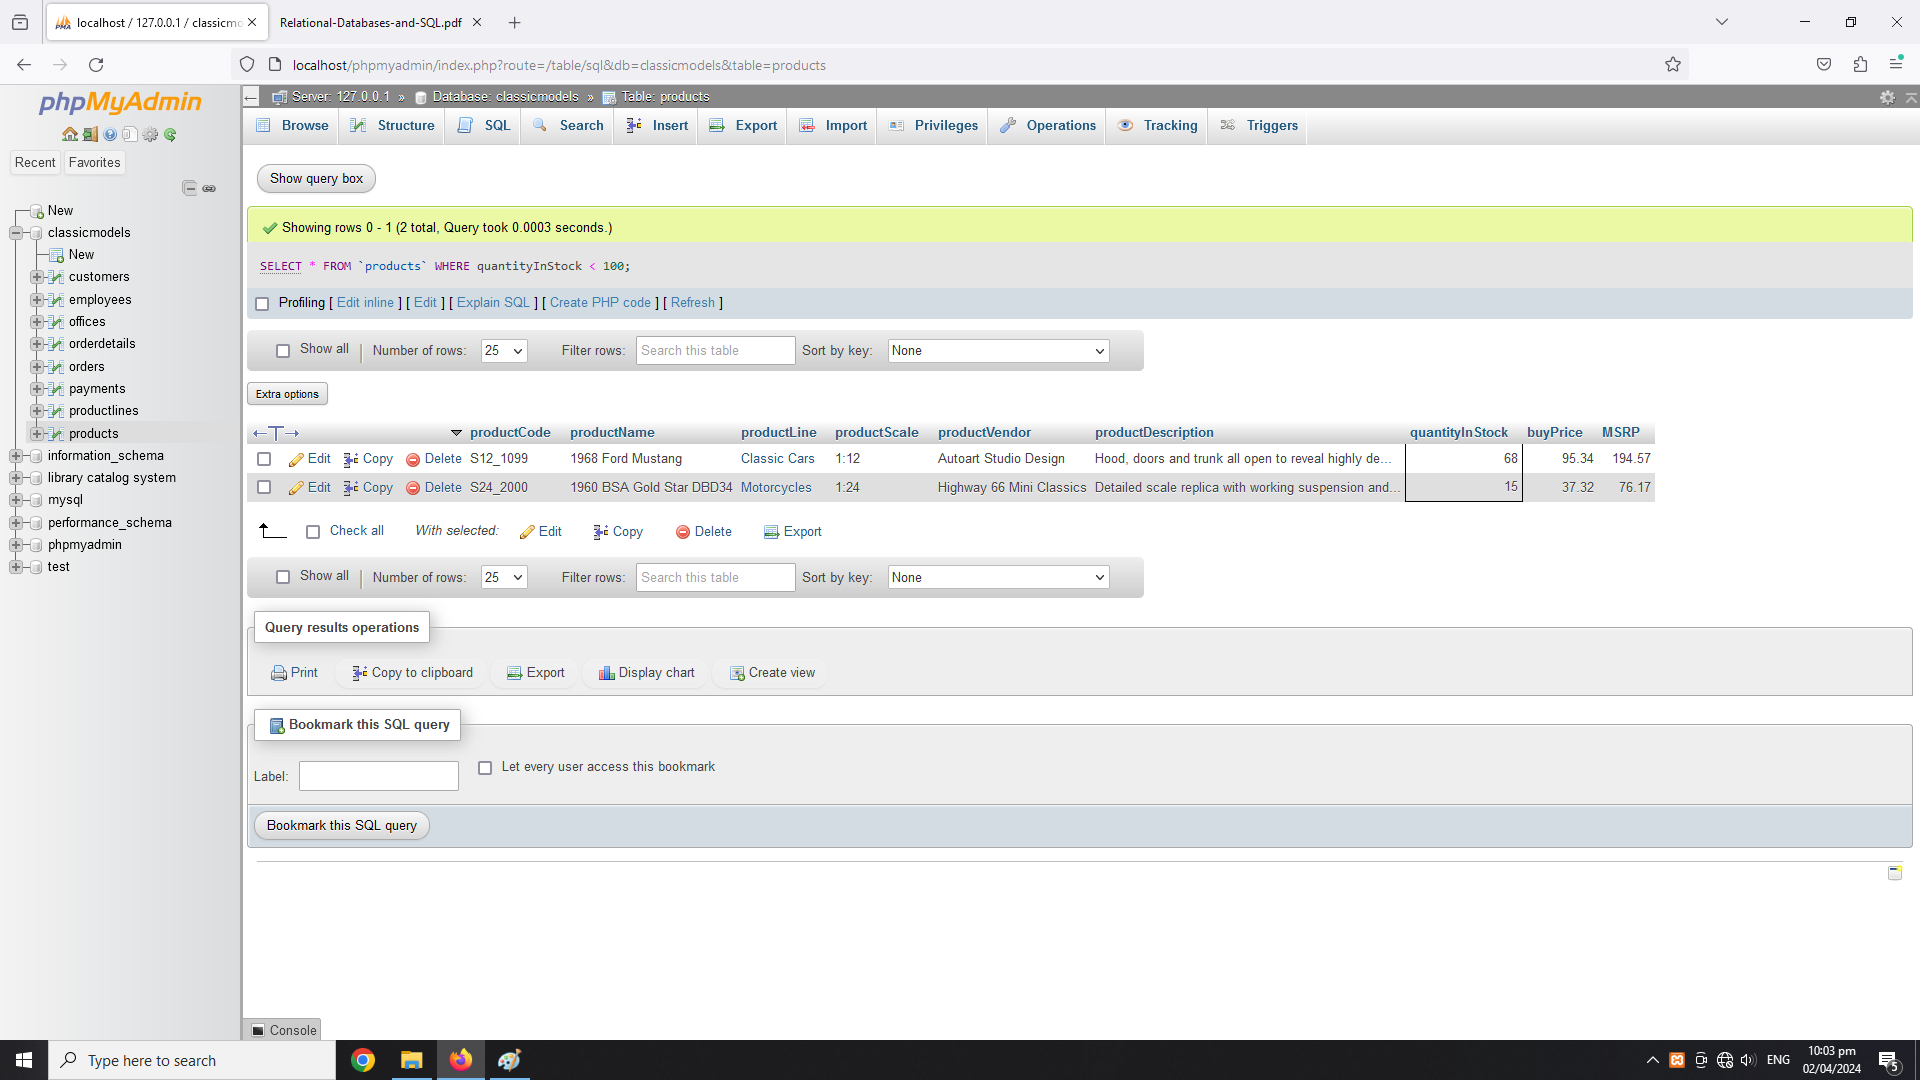 localhost / 127.0.0.1 / classicmo
Relational-Databases-and-SQL.pdf
localhost/phpmyadmin/index.php?route=/table/sql&db=classicmodels&table=products
phpMyAdmin
Server: 127.0.0.1 » Database: classicmodels » Table: products
Browse Structure SQL Search Insert Export Import Privileges Operations Tracking Triggers
Recent Favorites
New
classicmodels
New
customers
employees
offices
orderdetails
orders
payments
productlines
products
information_schema
library catalog system
mysql
performance_schema
phpmyadmin
test
Show query box
Showing rows 0 - 1 (2 total, Query took 0.0003 seconds.)
SELECT * FROM `products` WHERE quantityInStock < 100;
Profiling [ Edit inline ] [ Edit ] [ Explain SQL ] [ Create PHP code ] [ Refresh ]
Show all | Number of rows: 25 Filter rows: Search this table Sort by key: None
Extra options
productCode productName productLine productScale productVendor productDescription quantityInStock buyPrice MSRP
Edit Copy Delete S12_1099 1968 Ford Mustang Classic Cars 1:12 Autoart Studio Design Hood, doors and trunk all open to reveal highly de... 68 95.34 194.57
Edit Copy Delete S24_2000 1960 BSA Gold Star DBD34 Motorcycles 1:24 Highway 66 Mini Classics Detailed scale replica with working suspension and... 15 37.32 76.17
Check all With selected: Edit Copy Delete Export
Show all | Number of rows: 25 Filter rows: Search this table Sort by key: None
Query results operations
Print Copy to clipboard Export Display chart Create view
Bookmark this SQL query
Label: Let every user access this bookmark
Bookmark this SQL query
Console
Type here to search
ENG
10:03 pm
02/04/2024
5